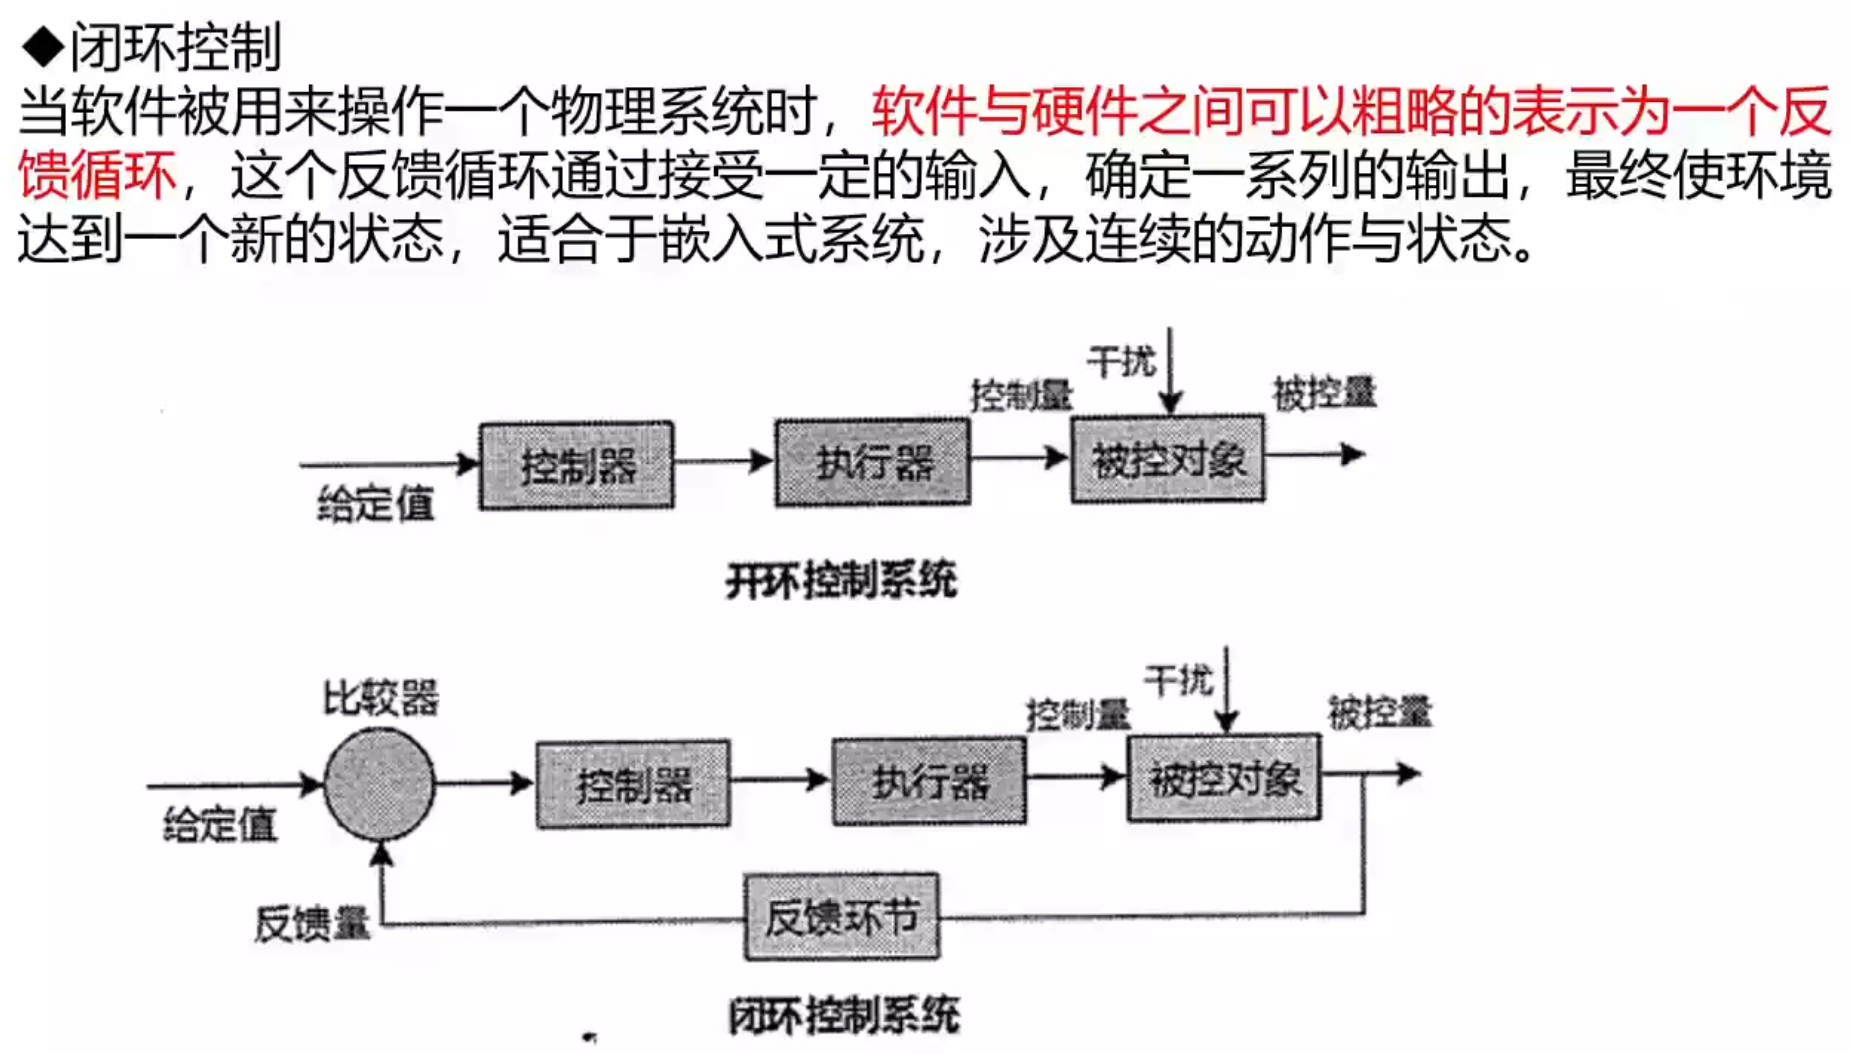 ◆闭环控制
当软件被用来操作一个物理系统时，软件与硬件之间可以粗略的表示为一个反
馈循环，这个反馈循环通过接受一定的输入，确定一系列的输出，最终使环境
达到一个新的状态，适合于嵌入式系统，涉及连续的动作与状态。
干扰
控制量
被控量
控制器
执行器
被控对象
给定值
开环控制系统
比较器
干扰
控制量
被控量
控制器
执行器
被控对象
给定值
反馈量
反馈环节
闭环控制系统